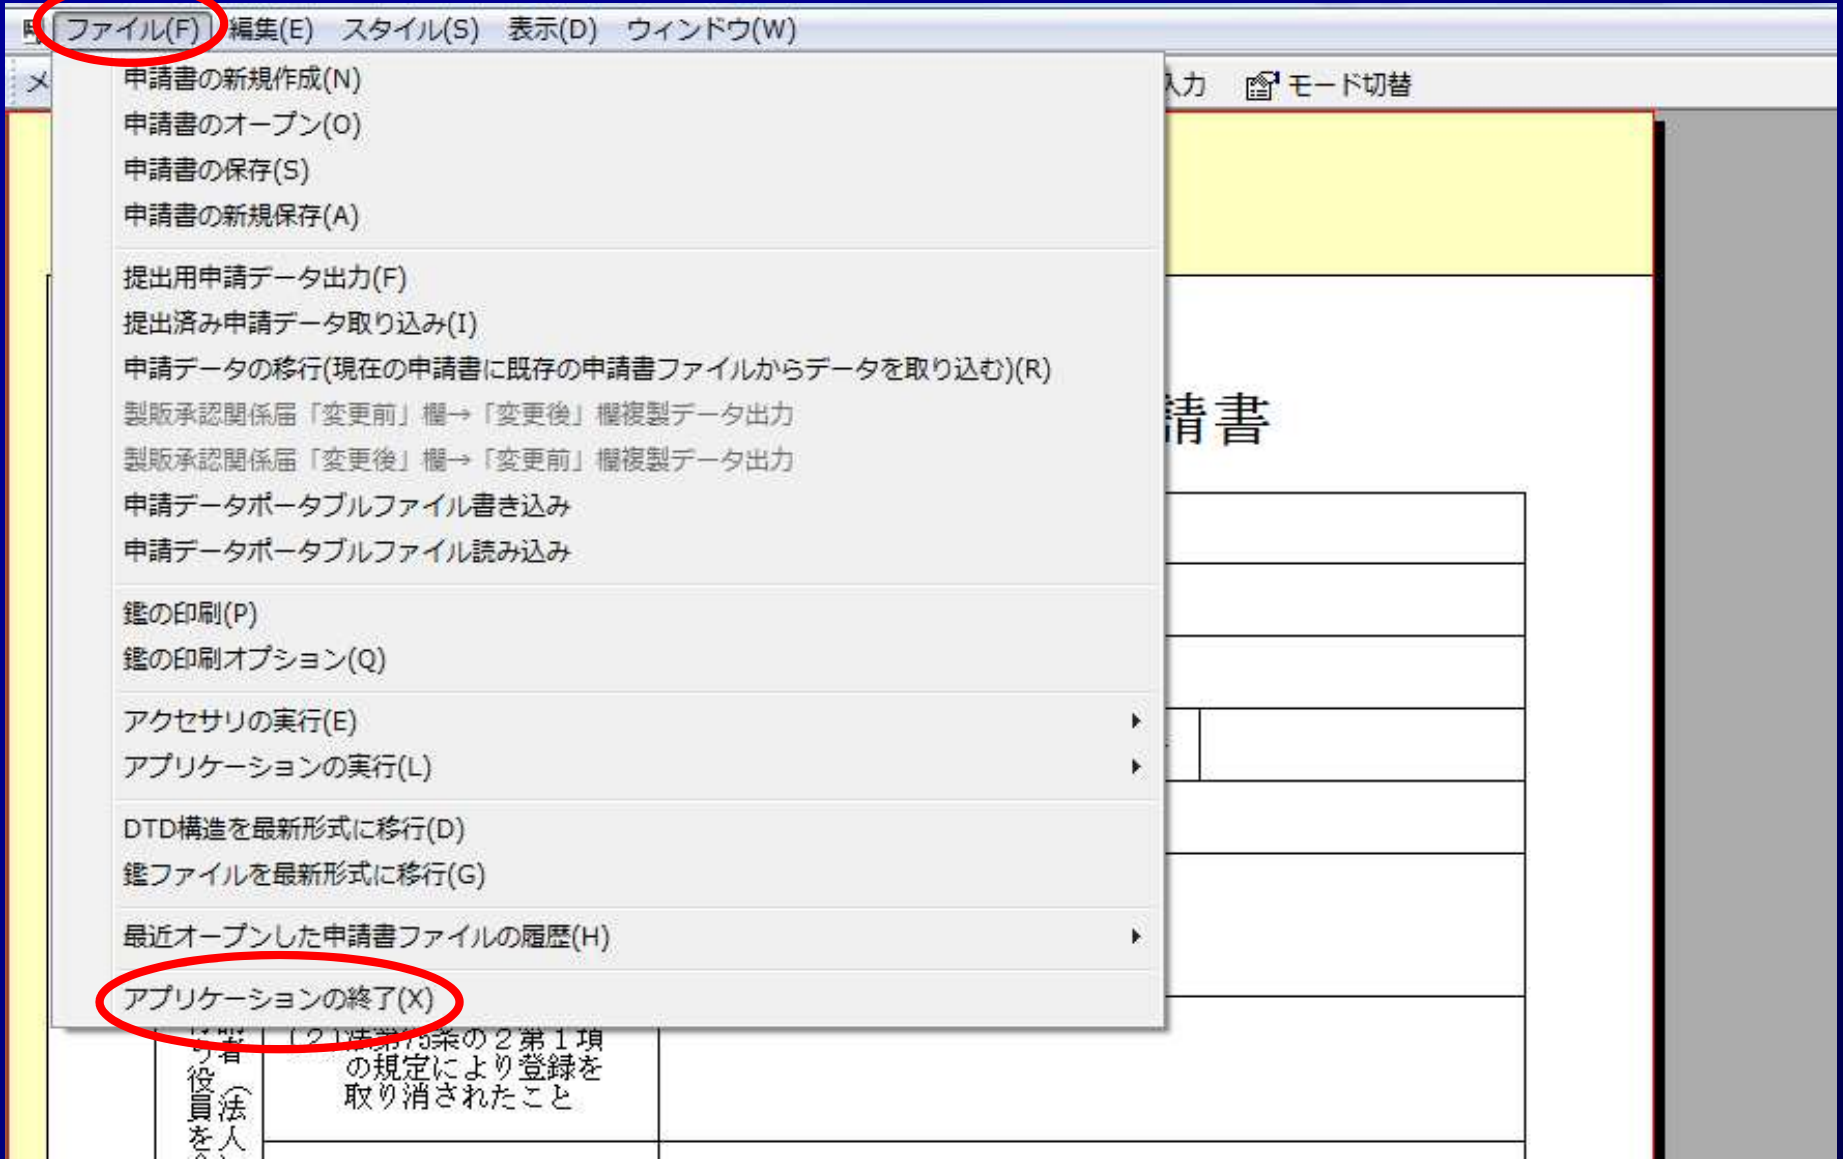 ファイル(F) 編集(E) スタイル(S) 表示(D) ウィンドウ(W)
入力 モード切替
申請書の新規作成(N)
申請書のオープン(O)
申請書の保存(S)
申請書の新規保存(A)
提出用申請データ出力(F)
提出済み申請データ取り込み(I)
申請データの移行(現在の申請書に既存の申請書ファイルからデータを取り込む)(R)
製販承認関係届「変更前」欄→「変更後」欄複製データ出力
製販承認関係届「変更後」欄→「変更前」欄複製データ出力
申請データポータブルファイル書き込み
申請データポータブルファイル読み込み
鑑の印刷(P)
鑑の印刷オプション(Q)
アクセサリの実行(E)
アプリケーションの実行(L)
DTD構造を最新形式に移行(D)
鑑ファイルを最新形式に移行(G)
最近オープンした申請書ファイルの履歴(H)
アプリケーションの終了(X)
請書
(2)法第75条の2第1項
の規定により登録を
取り消されたこと
者(法人
役員を